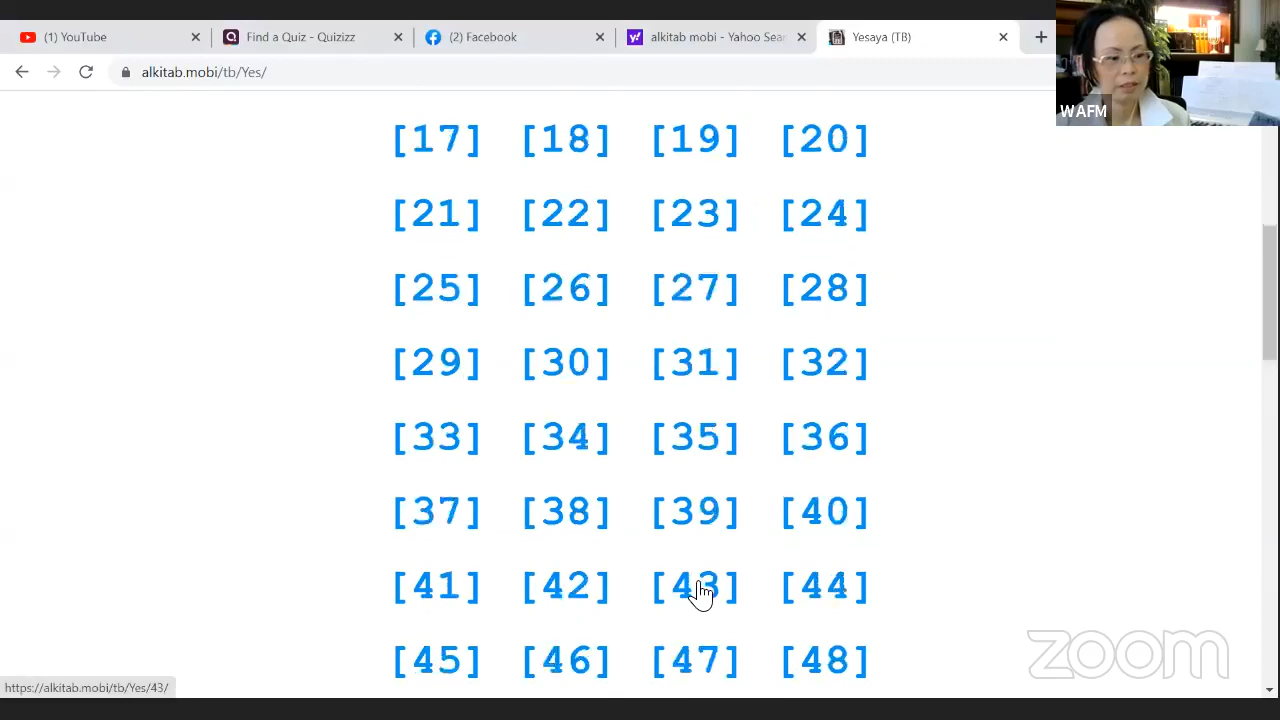 (1) YouTube
Find a Quiz - Quizizz
(2) Facebook
alkitab mobi - Yahoo Sear
Yesaya (TB)
alkitab.mobi/tb/Yes/
WAFM
[17] [18] [19] [20]
[21] [22] [23] [24]
[25] [26] [27] [28]
[29] [30] [31] [32]
[33] [34] [35] [36]
[37] [38] [39] [40]
[41] [42] [43] [44]
[45] [46] [47] [48]
zoom
https://alkitab.mobi/tb/Yes/43/